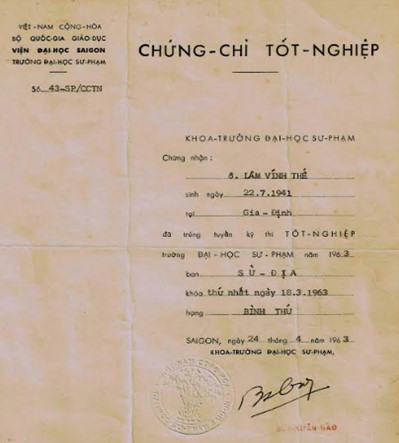 VIỆT-NAM CỘNG-HÒA
BỘ QUỐC-GIA GIÁO-DỤC
VIỆN ĐẠI-HỌC SAIGON
TRƯỜNG ĐẠI-HỌC SƯ-PHẠM
Số 43-SP/CCTN
CHỨNG-CHỈ TỐT-NGHIỆP
KHOA-TRƯỞNG ĐẠI-HỌC SƯ-PHẠM
Chứng nhận :
Ô. LÂM VĨNH THẾ
sinh ngày 22.7.1941
tại Gia-Định
đã trúng tuyển kỳ thi TỐT-NGHIỆP
trường ĐẠI-HỌC SƯ-PHẠM năm 1963
ban SỬ-ĐỊA
khóa thứ nhất ngày 18.3.1963
hạng BÌNH THỨ
SAIGON, ngày 24 tháng 4 năm 1963
KHOA-TRƯỞNG ĐẠI-HỌC SƯ-PHẠM,